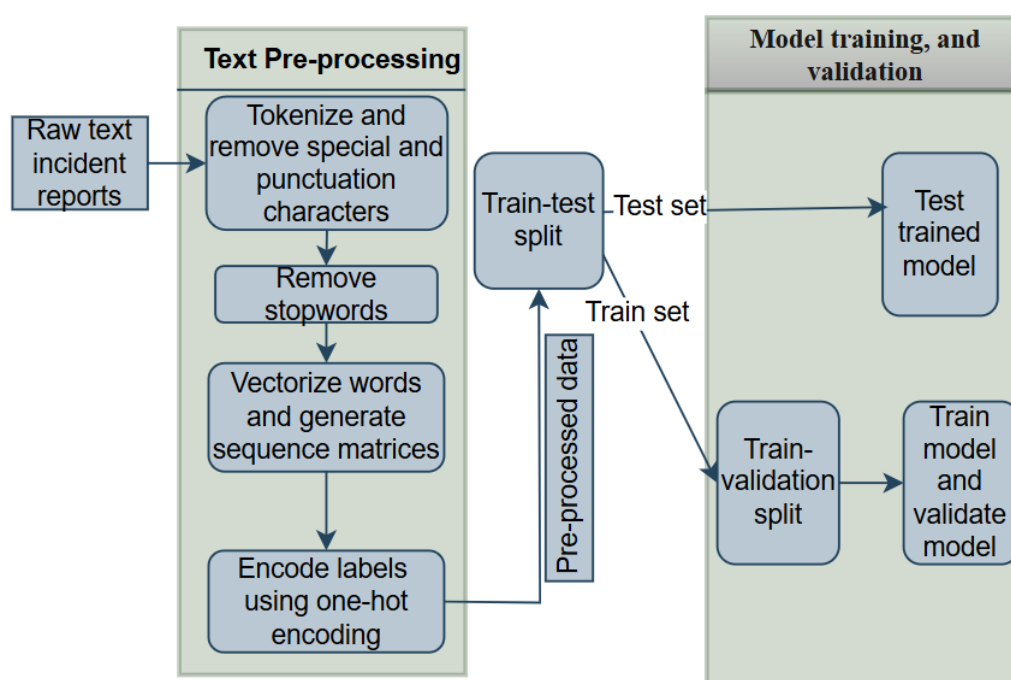 Text Pre-processing
Raw text
incident
reports
Tokenize and
remove special and
punctuation
characters
Remove
stopwords
Vectorize words
and generate
sequence matrices
Encode labels
using one-hot
encoding
Pre-processed data
Train-test
split
Test set
Train set
Model training, and
validation
Test
trained
model
Train-
validation
split
Train
model
and
validate
model